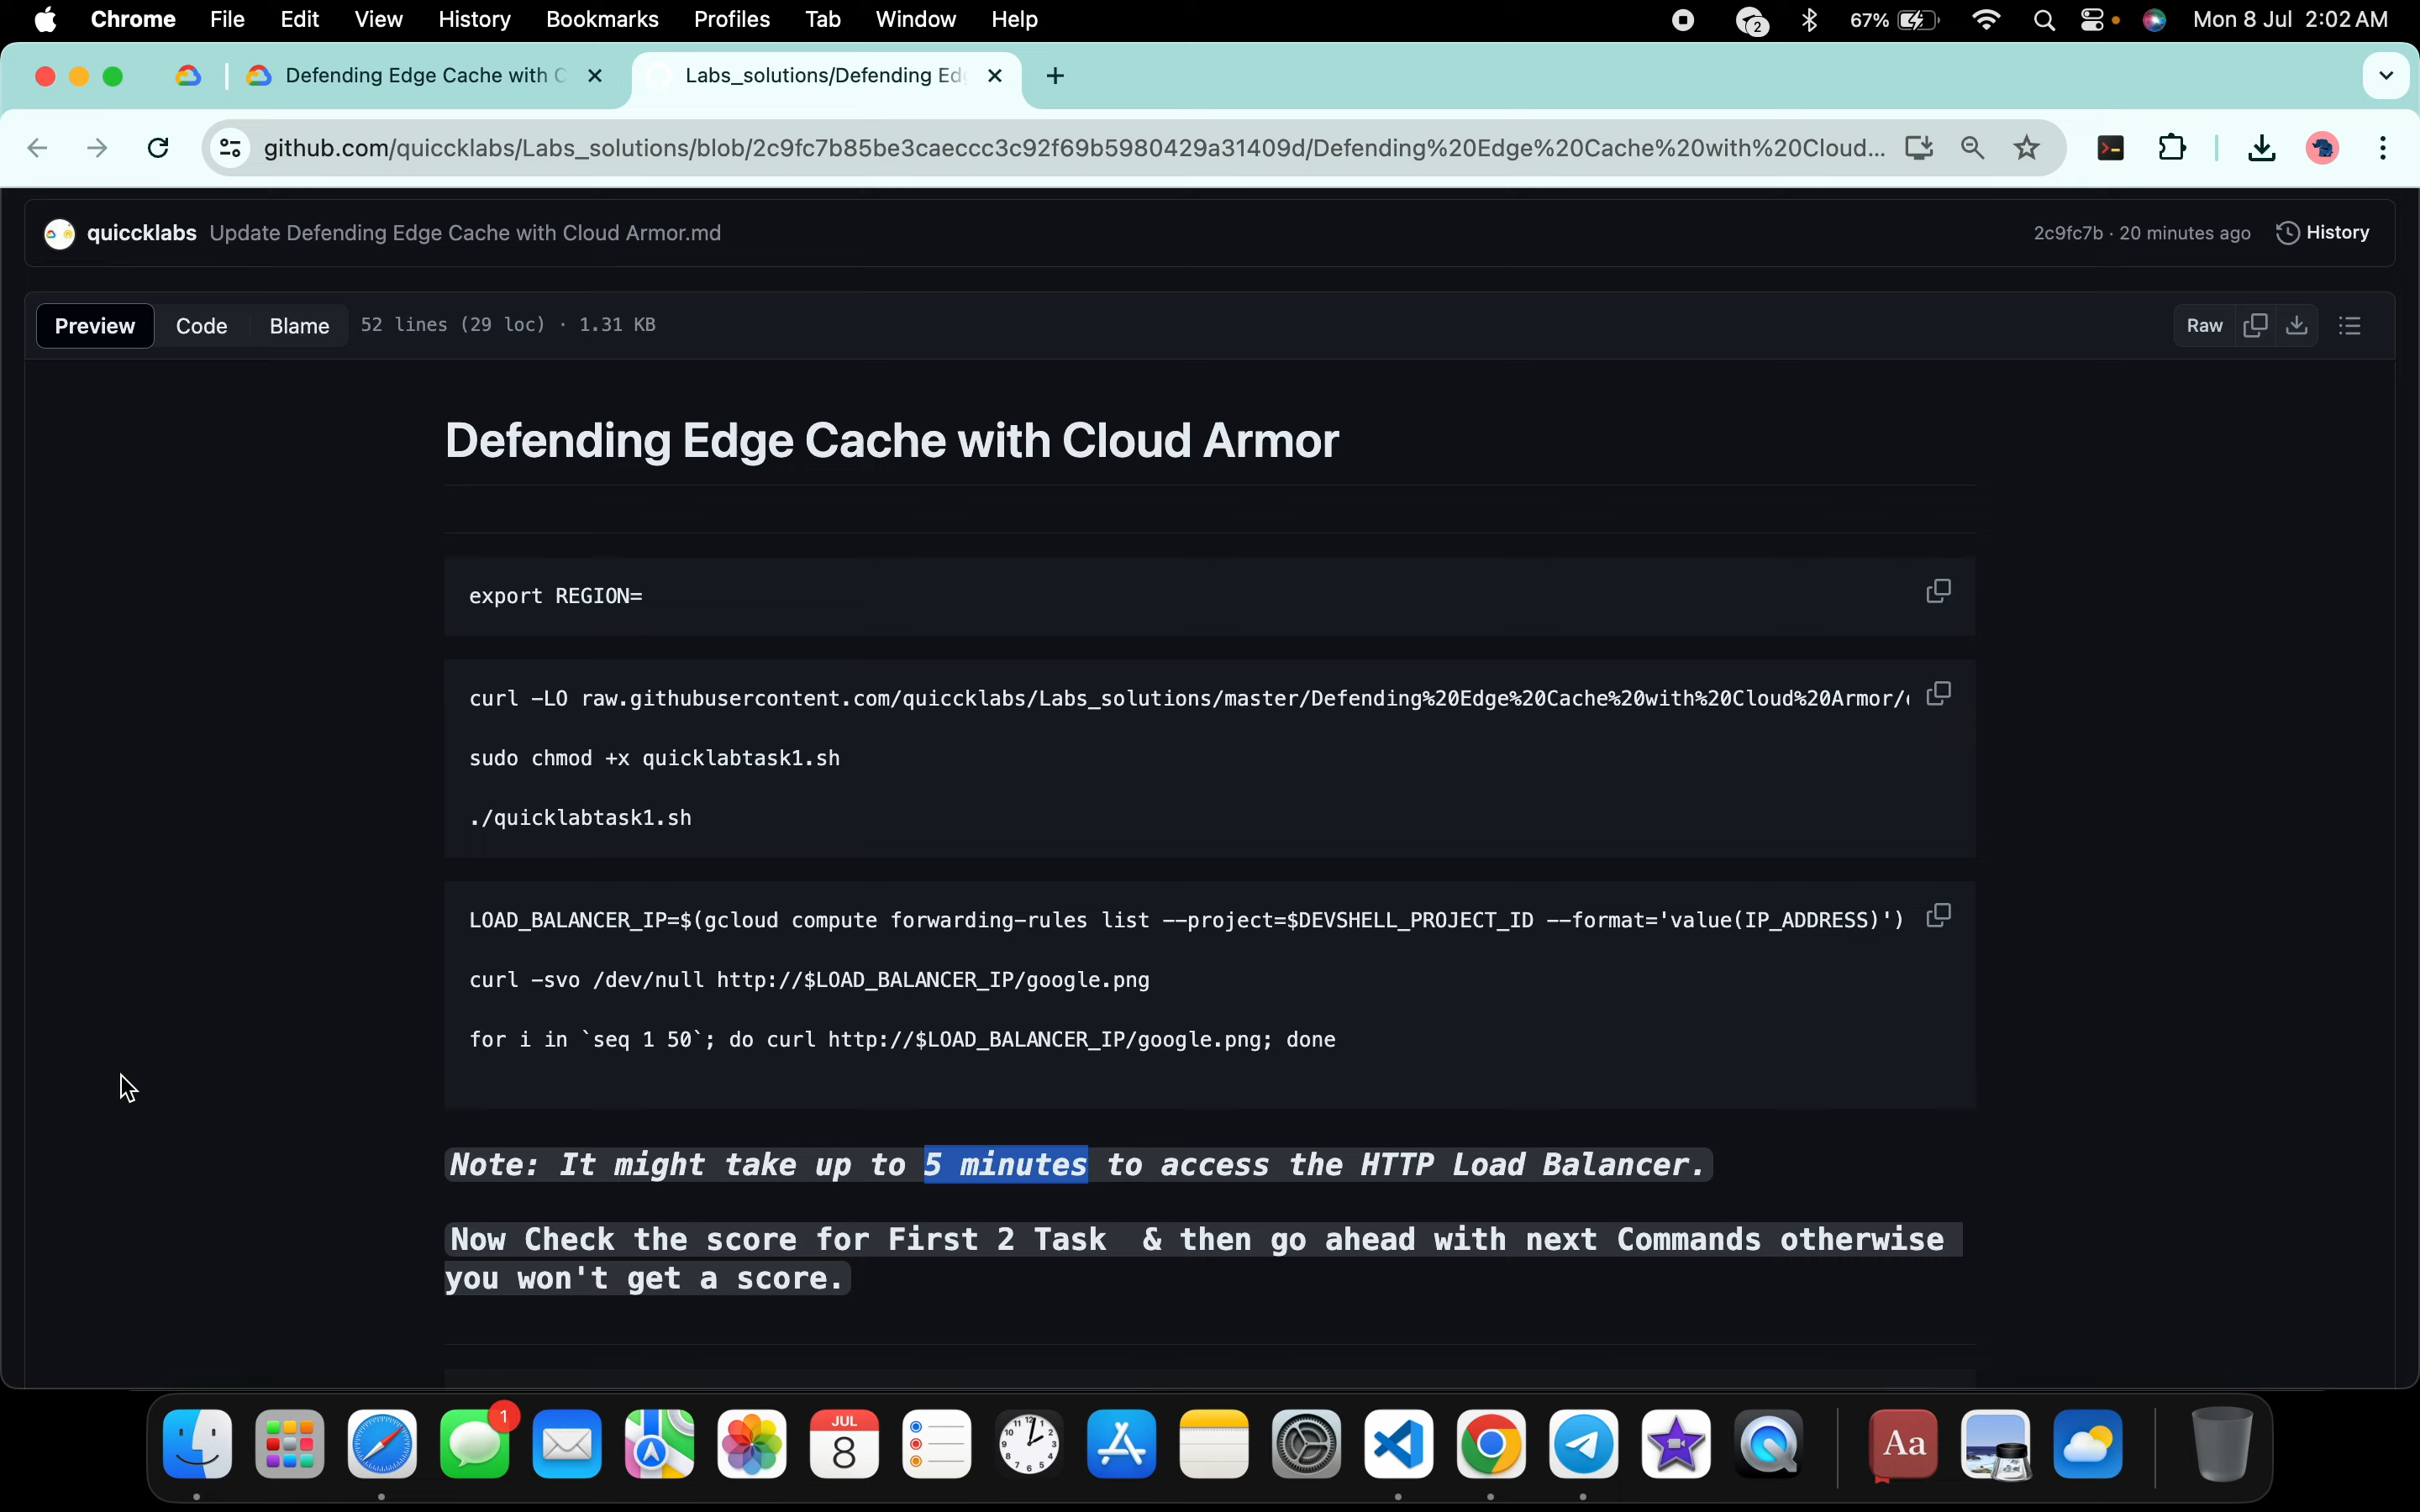 Chrome File Edit View History Bookmarks Profiles Tab Window Help 2 67% Mon 8 Jul 2:02 AM
Defending Edge Cache with C Labs_solutions/Defending Ed
github.com/quiccklabs/Labs_solutions/blob/2c9fc7b85be3caeccc3c92f69b5980429a31409d/Defending%20Edge%20Cache%20with%20Cloud...
quiccklabs Update Defending Edge Cache with Cloud Armor.md 2c9fc7b · 20 minutes ago History
Preview Code Blame 52 lines (29 loc) · 1.31 KB Raw
Defending Edge Cache with Cloud Armor
export REGION=
curl -LO raw.githubusercontent.com/quiccklabs/Labs_solutions/master/Defending%20Edge%20Cache%20with%20Cloud%20Armor/
sudo chmod +x quicklabtask1.sh
./quicklabtask1.sh
LOAD_BALANCER_IP=$(gcloud compute forwarding-rules list --project=$DEVSHELL_PROJECT_ID --format='value(IP_ADDRESS)')
curl -svo /dev/null http://$LOAD_BALANCER_IP/google.png
for i in `seq 1 50`; do curl http://$LOAD_BALANCER_IP/google.png; done
Note: It might take up to 5 minutes to access the HTTP Load Balancer.
Now Check the score for First 2 Task & then go ahead with next Commands otherwise
you won't get a score.
1 JUL 8 Aa